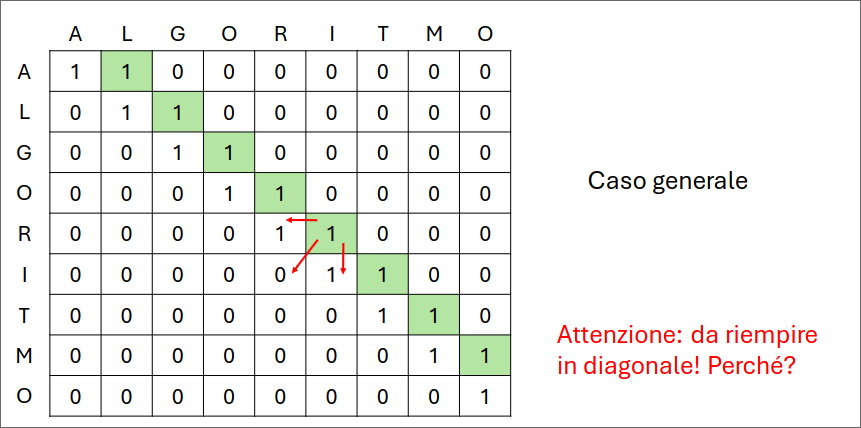 A L G O R I T M O
A 1 1 0 0 0 0 0 0 0
L 0 1 1 0 0 0 0 0 0
G 0 0 1 1 0 0 0 0 0
O 0 0 0 1 1 0 0 0 0
Caso generale
R 0 0 0 0 1 1 0 0 0
I 0 0 0 0 0 1 1 0 0
T 0 0 0 0 0 0 1 1 0
M 0 0 0 0 0 0 0 1 1
O 0 0 0 0 0 0 0 0 1
Attenzione: da riempire
in diagonale! Perché?